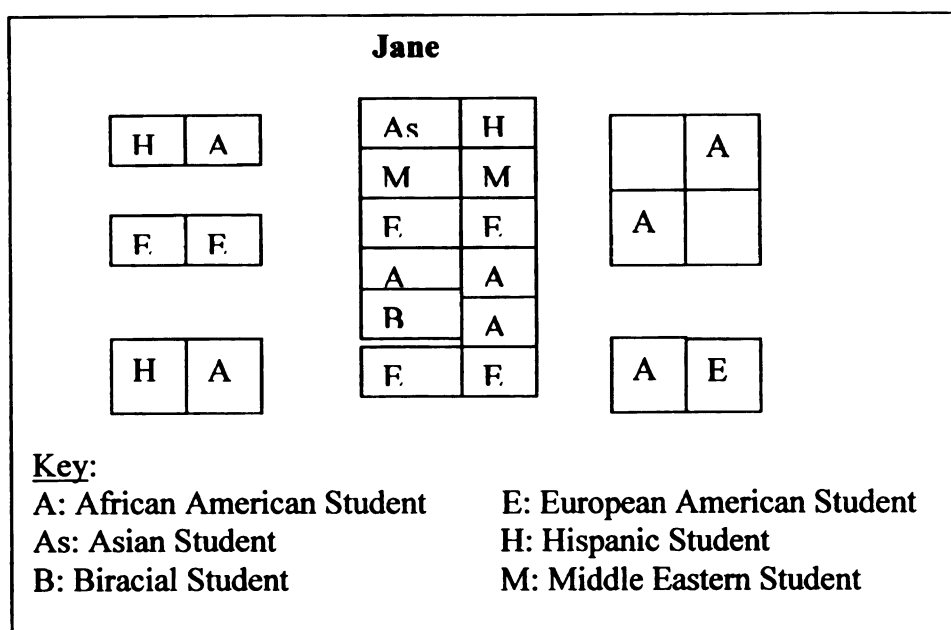 Jane
H A
E E
H A
As H
M M
E E
A A
B A
E E
A
A
A E
Key:
A: African American Student E: European American Student
As: Asian Student H: Hispanic Student
B: Biracial Student M: Middle Eastern Student